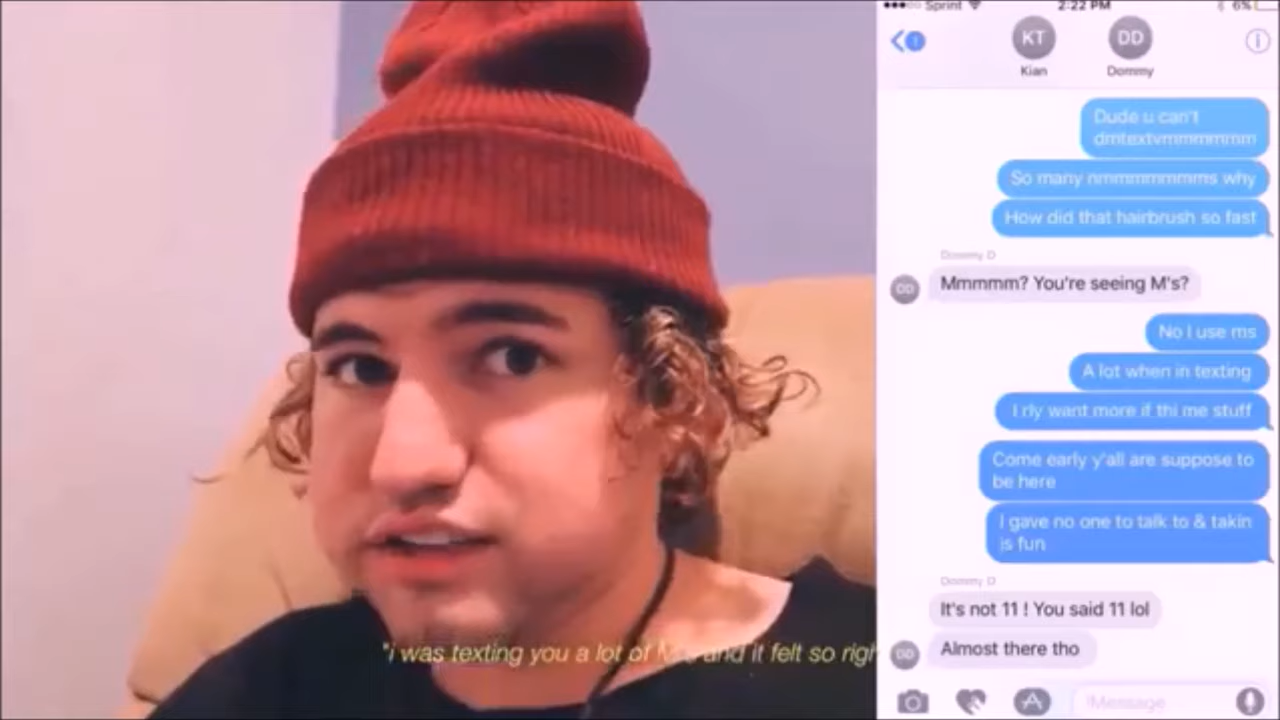 Sprint
2:22 PM
6%
1
KT
DD
Kian
Dommy
Dude u can't
dmtextvmmmmmm
So many nmmmmmmms why
How did that hairbrush so fast
Dommy D
DD
Mmmmm? You're seeing M's?
No I use ms
A lot when in texting
I rly want more if thi me stuff
Come early y'all are suppose to
be here
I gave no one to talk to & takin
is fun
Dommy D
It's not 11 ! You said 11 lol
DD
Almost there tho
iMessage
"i was texting you a lot of and it felt so righ